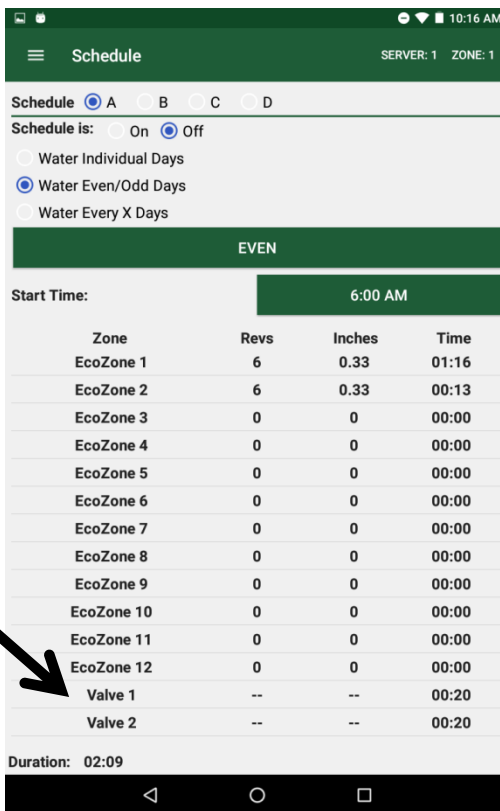 10:16 AM
Schedule SERVER: 1 ZONE: 1
Schedule A B C D
Schedule is: On Off
Water Individual Days
Water Even/Odd Days
Water Every X Days
EVEN
Start Time: 6:00 AM
Zone Revs Inches Time
EcoZone 1 6 0.33 01:16
EcoZone 2 6 0.33 00:13
EcoZone 3 0 0 00:00
EcoZone 4 0 0 00:00
EcoZone 5 0 0 00:00
EcoZone 6 0 0 00:00
EcoZone 7 0 0 00:00
EcoZone 8 0 0 00:00
EcoZone 9 0 0 00:00
EcoZone 10 0 0 00:00
EcoZone 11 0 0 00:00
EcoZone 12 0 0 00:00
Valve 1 -- -- 00:20
Valve 2 -- -- 00:20
Duration: 02:09